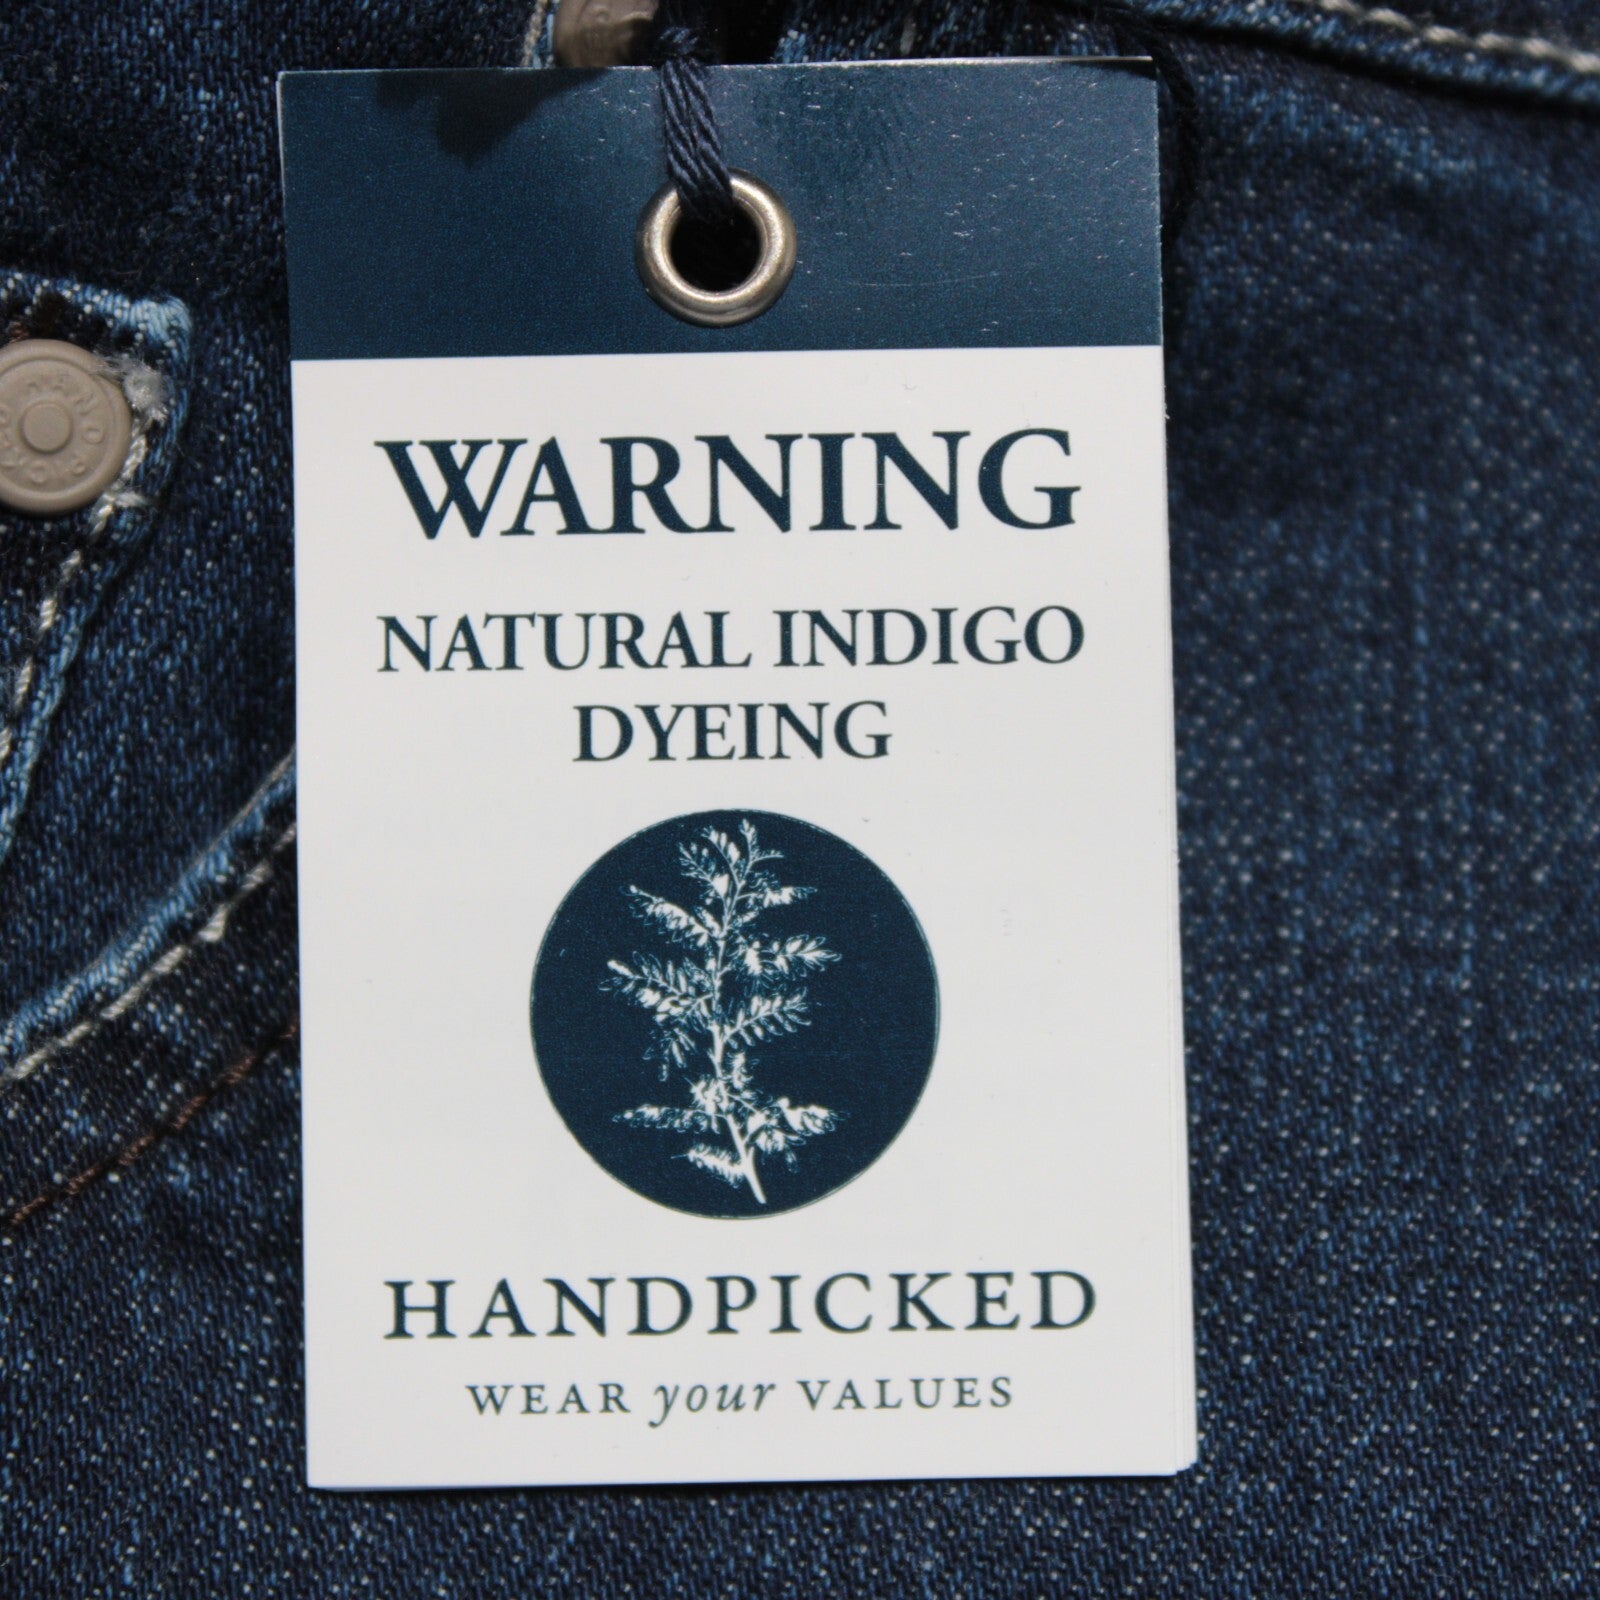 WARNING
NATURAL INDIGO
DYEING
HANDPICKED
WEAR your VALUES